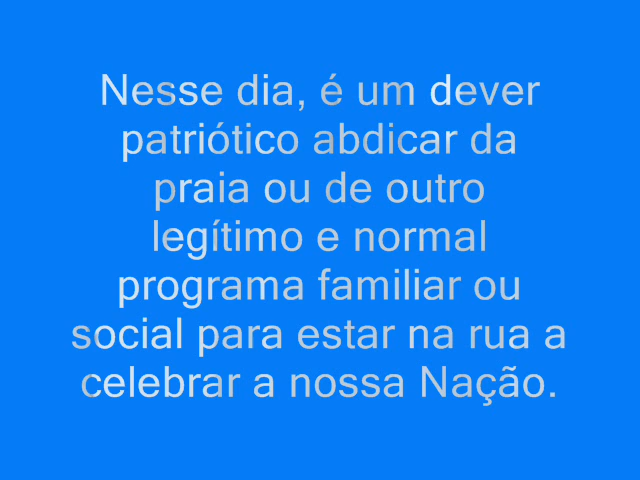 Nesse dia, é um dever
patriótico abdicar da
praia ou de outro
legítimo e normal
programa familiar ou
social para estar na rua a
celebrar a nossa Nação.